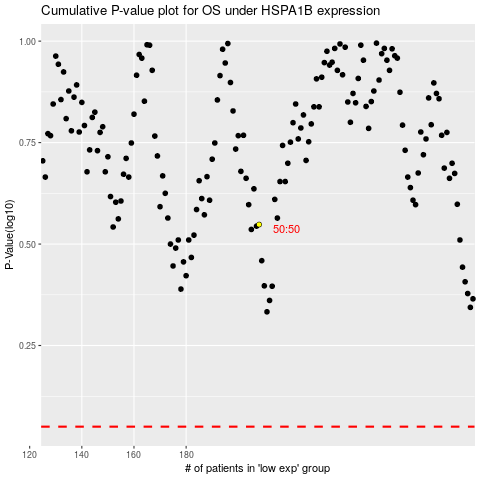 Cumulative P-value plot for OS under HSPA1B expression
P-Value(log10)
1.00
0.75
0.50
0.25
50:50
120 140 160 180
# of patients in 'low exp' group